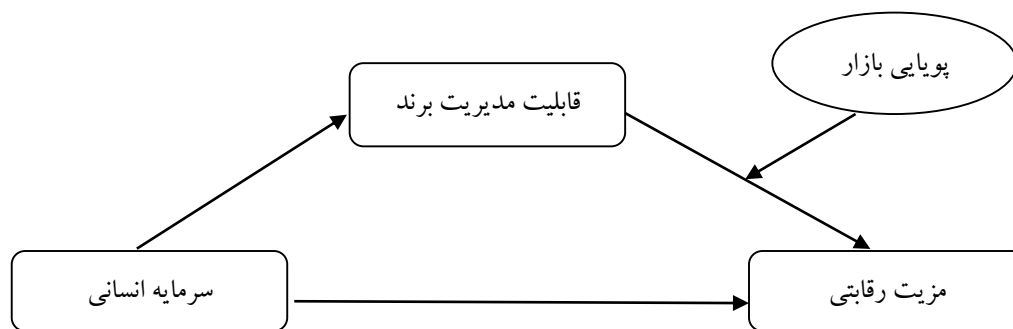 پویایی بازار
قابلیت مدیریت برند
سرمایه انسانی
مزیت رقابتی